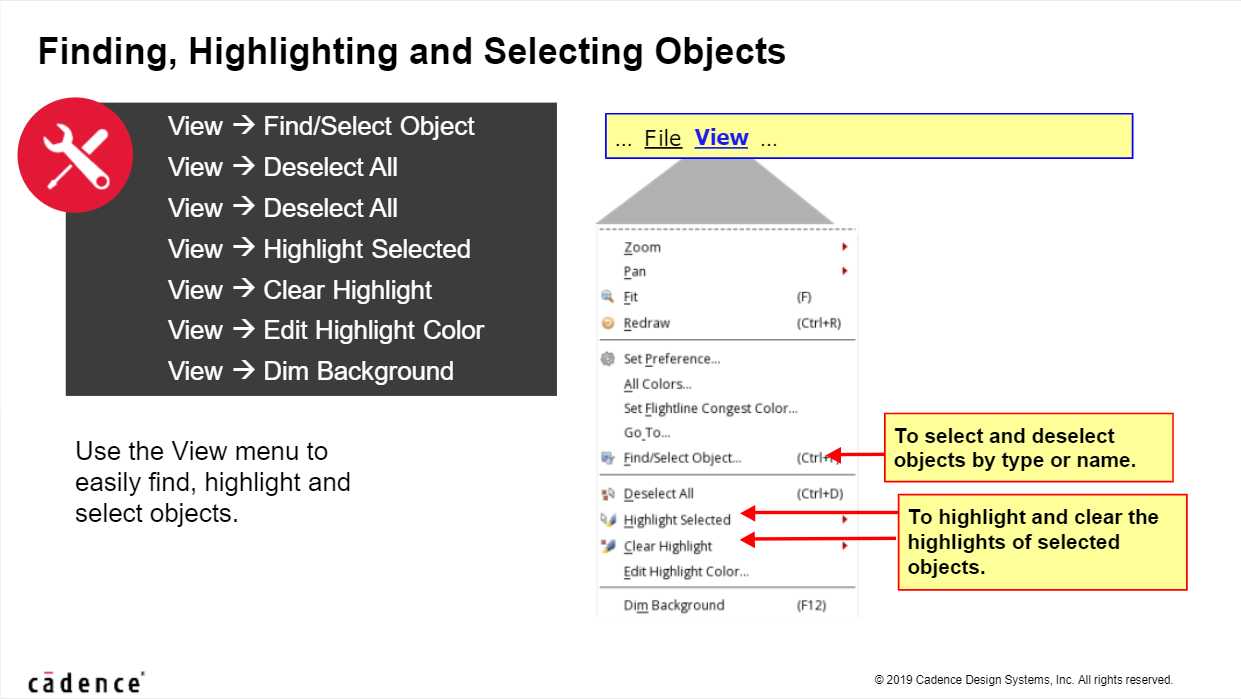 Finding, Highlighting and Selecting Objects
View → Find/Select Object
View → Deselect All
View → Deselect All
View → Highlight Selected
View → Clear Highlight
View → Edit Highlight Color
View → Dim Background
Use the View menu to
easily find, highlight and
select objects.
... File View ...
Zoom
Pan
Fit (F)
Redraw (Ctrl+R)
Set Preference...
All Colors...
Set Flightline Congest Color...
Go To...
Find/Select Object...
Deselect All (Ctrl+D)
Highlight Selected
Clear Highlight
Edit Highlight Color...
Dim Background (F12)
To select and deselect
objects by type or name.
To highlight and clear the
highlights of selected
objects.
cādence
© 2019 Cadence Design Systems, Inc. All rights reserved.